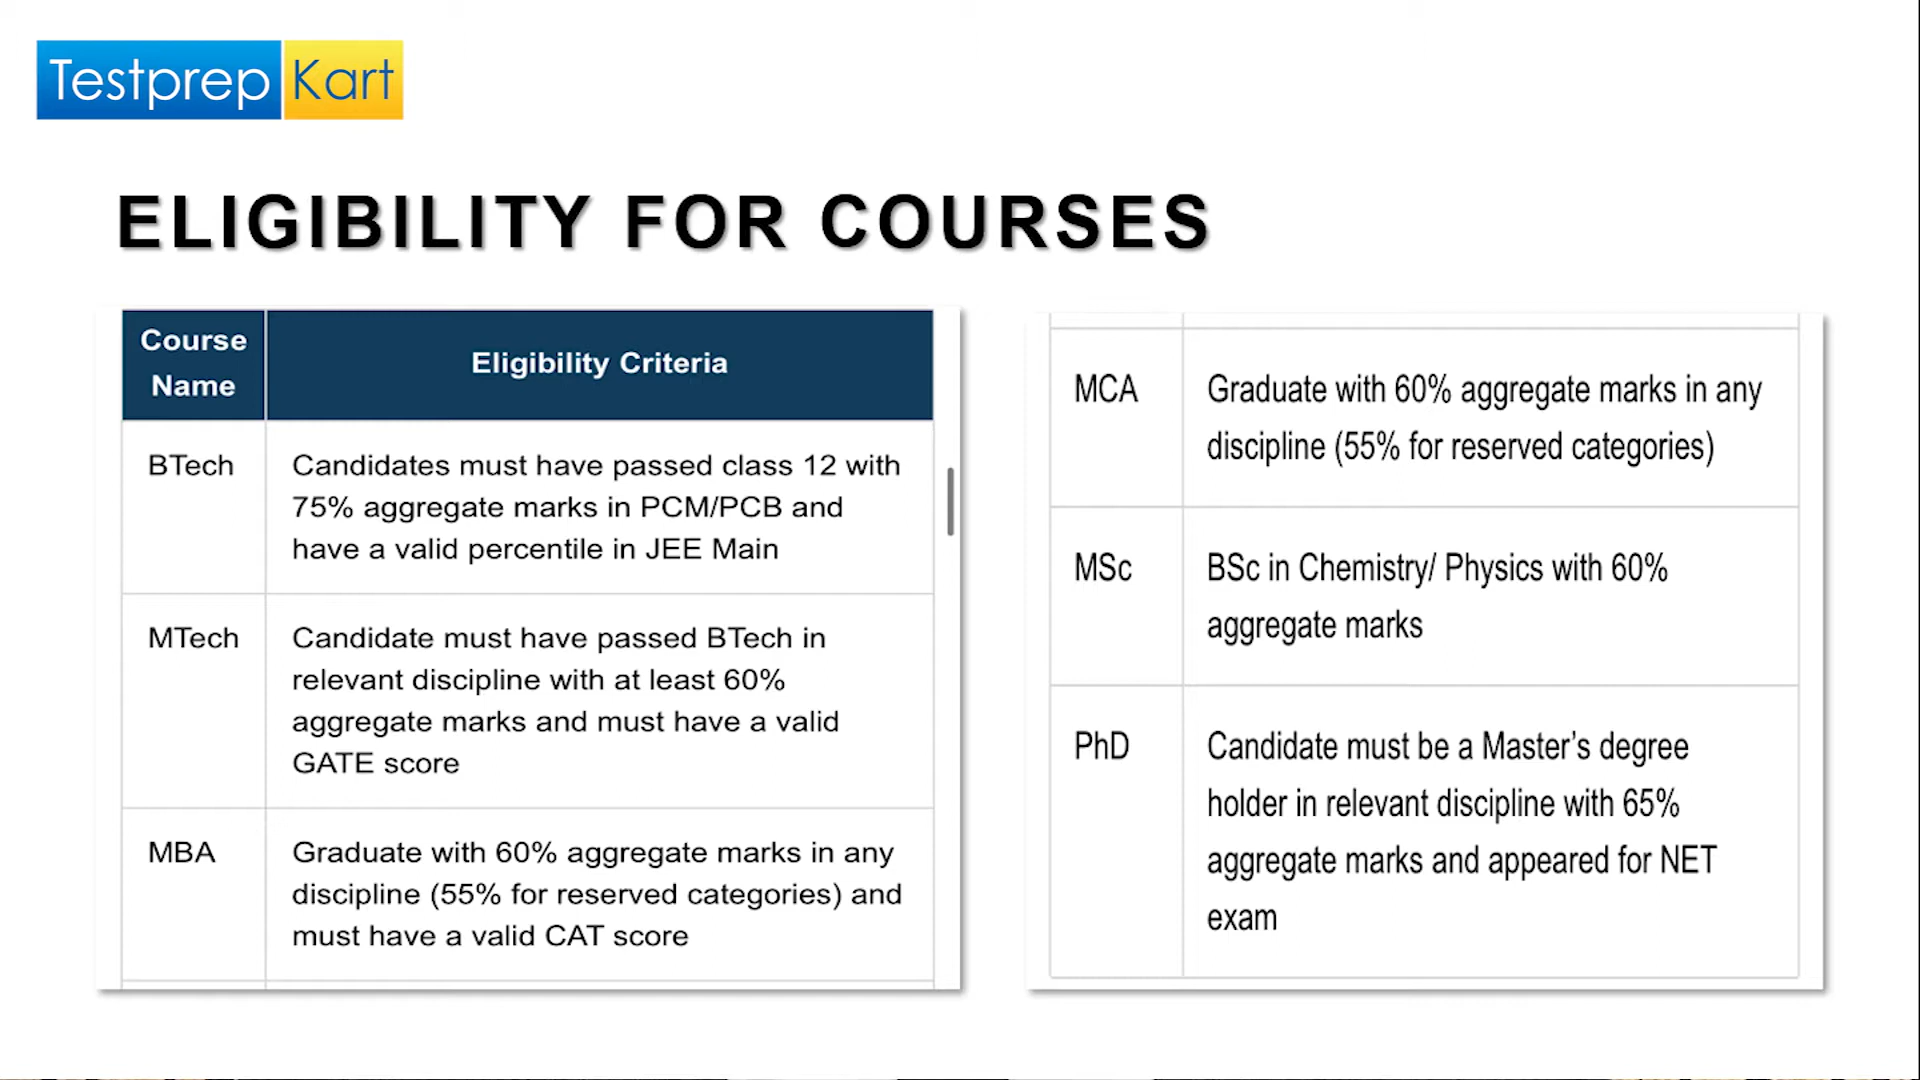 Testprep Kart
ELIGIBILITY FOR COURSES
Course
Name
Eligibility Criteria
BTech
Candidates must have passed class 12 with
75% aggregate marks in PCM/PCB and
have a valid percentile in JEE Main
MTech
Candidate must have passed BTech in
relevant discipline with at least 60%
aggregate marks and must have a valid
GATE score
MBA
Graduate with 60% aggregate marks in any
discipline (55% for reserved categories) and
must have a valid CAT score
MCA
Graduate with 60% aggregate marks in any
discipline (55% for reserved categories)
MSc
BSc in Chemistry/ Physics with 60%
aggregate marks
PhD
Candidate must be a Master’s degree
holder in relevant discipline with 65%
aggregate marks and appeared for NET
exam